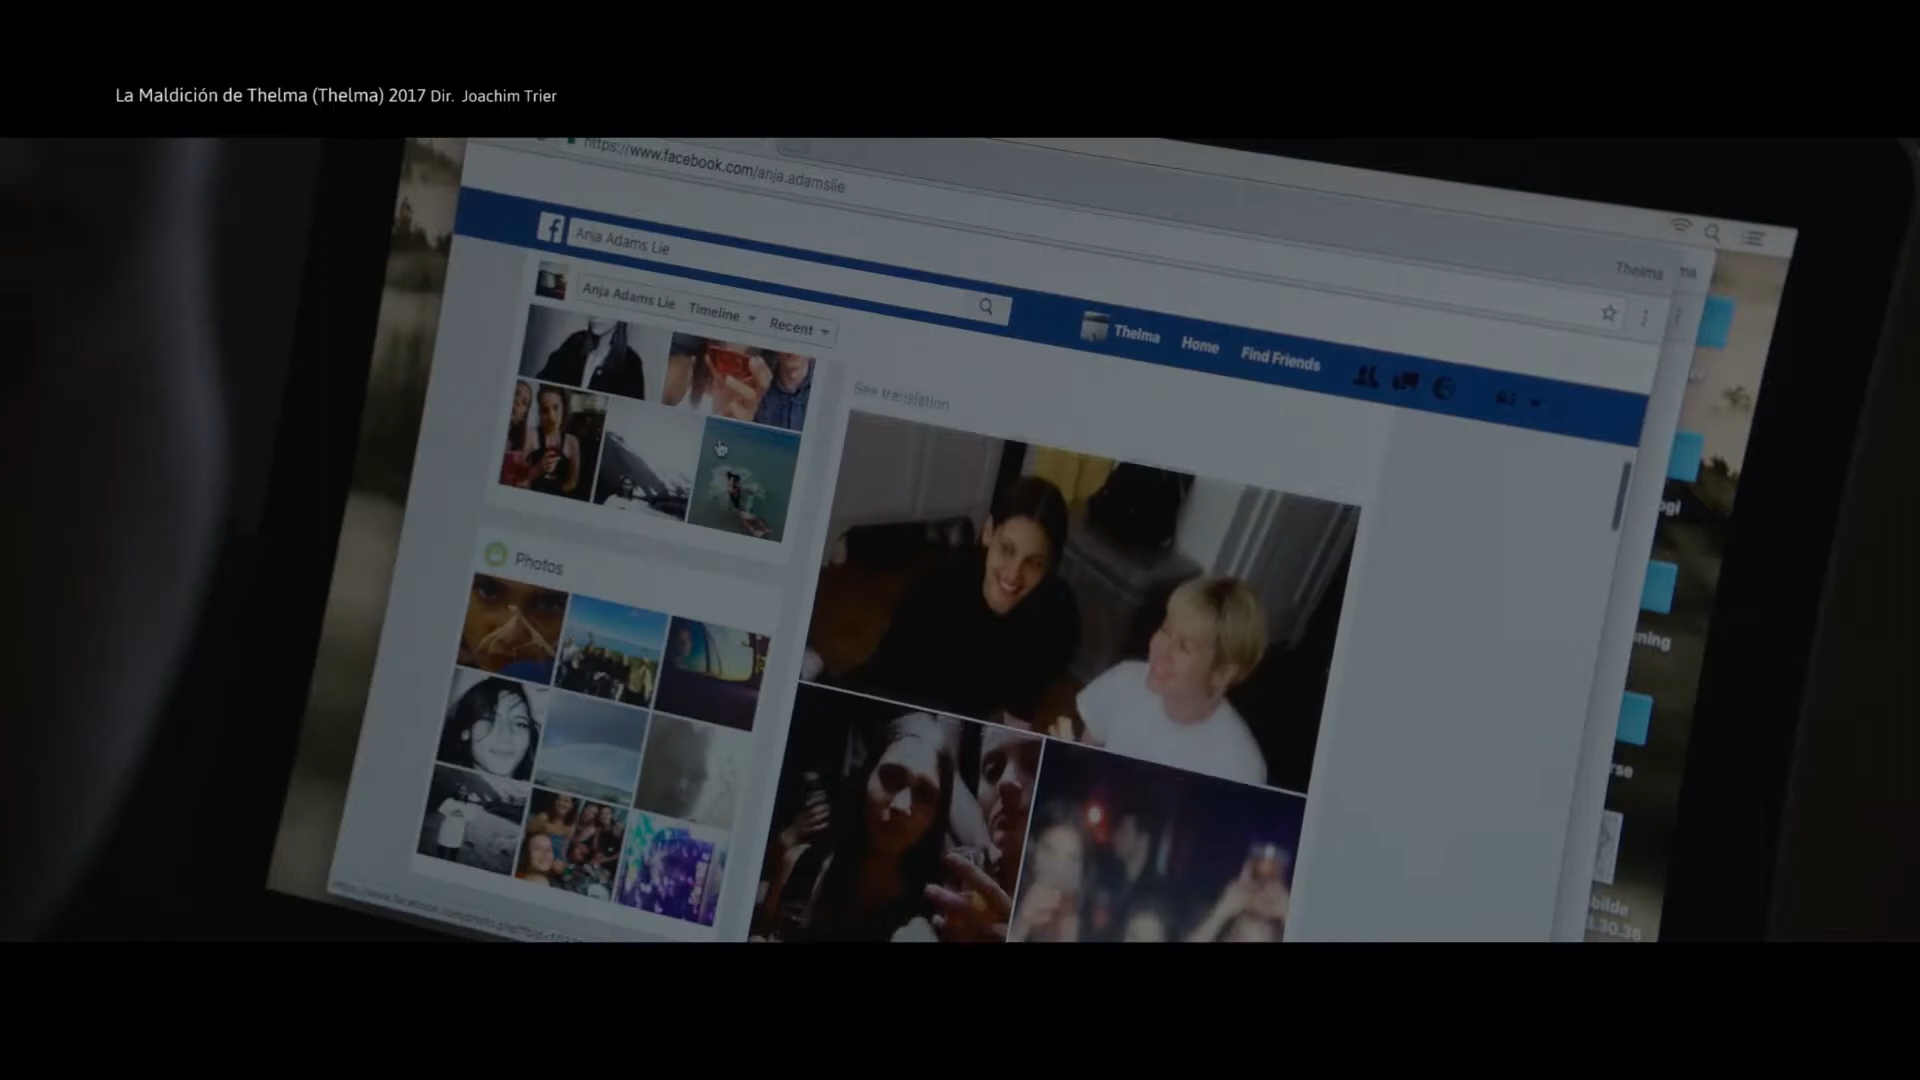 La Maldición de Thelma (Thelma) 2017 Dir. Joachim Trier
https://www.facebook.com/anja.adamslie
Thelma
Anja Adams Lie
Anja Adams Lie Timeline Recent
Thelma Home Find Friends
See translation
Photos